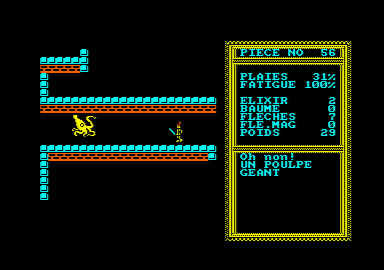 PIECE NO 56
PLAIES 31%
FATIGUE 100%
ELIXIR 2
BAUME 0
FLECHES 7
FLE.MAG 0
POIDS 29
Oh non!
UN POULPE
GEANT